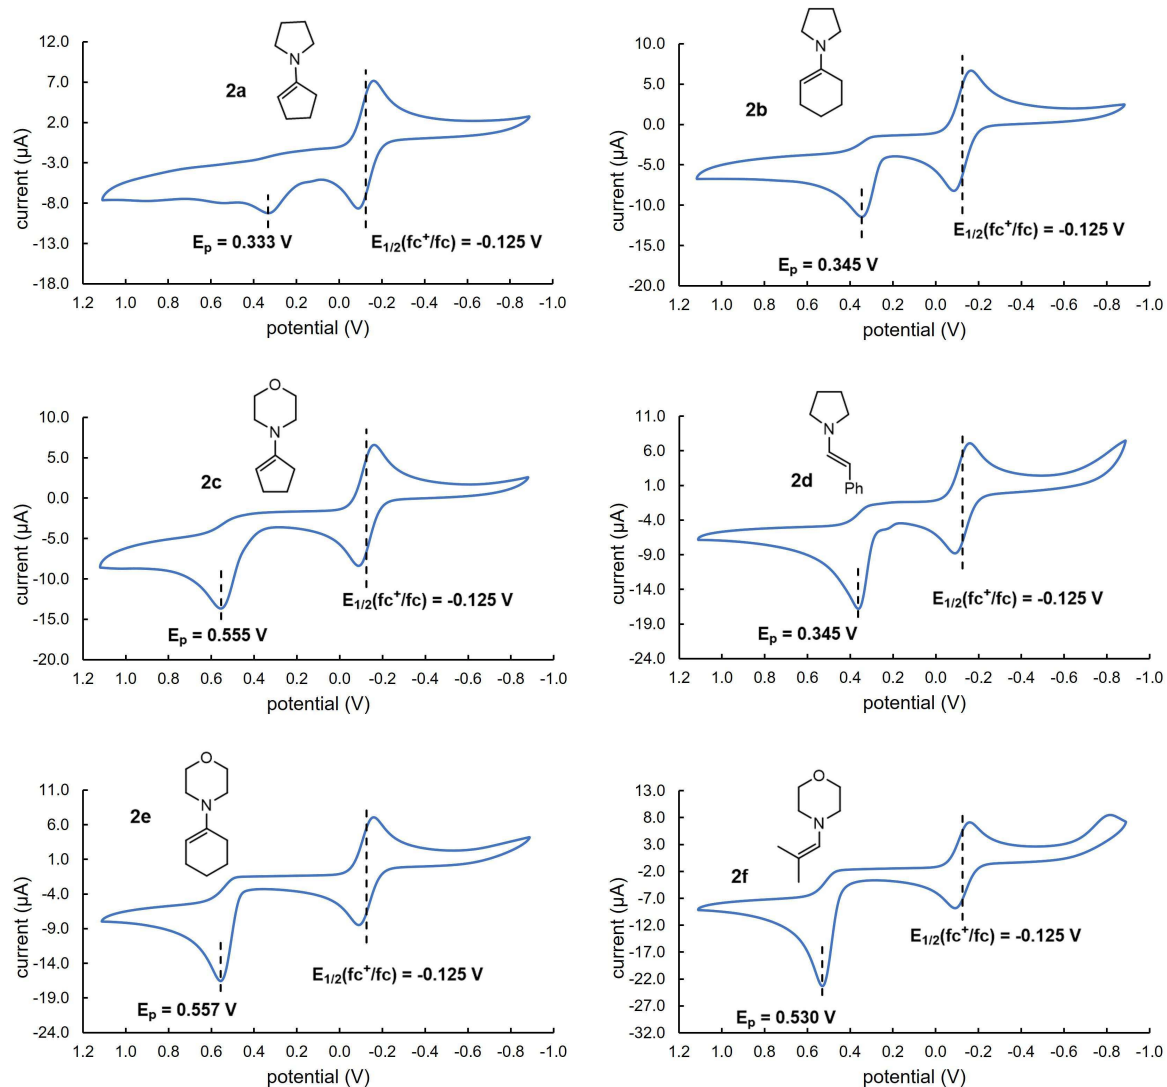 12.0
7.0
2.0
-3.0
-8.0
-13.0
-18.0
current (µA)
2a
N
Ep = 0.333 V
E1/2(fc+/fc) = -0.125 V
1.2 1.0 0.8 0.6 0.4 0.2 0.0 -0.2 -0.4 -0.6 -0.8 -1.0
potential (V)
10.0
5.0
0.0
-5.0
-10.0
-15.0
-20.0
current (µA)
2b
N
Ep = 0.345 V
E1/2(fc+/fc) = -0.125 V
1.2 1.0 0.8 0.6 0.4 0.2 0.0 -0.2 -0.4 -0.6 -0.8 -1.0
potential (V)
10.0
5.0
0.0
-5.0
-10.0
-15.0
-20.0
current (µA)
O
N
2c
Ep = 0.555 V
E1/2(fc+/fc) = -0.125 V
1.2 1.0 0.8 0.6 0.4 0.2 0.0 -0.2 -0.4 -0.6 -0.8 -1.0
potential (V)
11.0
6.0
1.0
-4.0
-9.0
-14.0
-19.0
-24.0
current (µA)
N
2d
Ph
Ep = 0.345 V
E1/2(fc+/fc) = -0.125 V
1.2 1.0 0.8 0.6 0.4 0.2 0.0 -0.2 -0.4 -0.6 -0.8 -1.0
potential (V)
11.0
6.0
1.0
-4.0
-9.0
-14.0
-19.0
-24.0
current (µA)
O
N
2e
Ep = 0.557 V
E1/2(fc+/fc) = -0.125 V
1.2 1.0 0.8 0.6 0.4 0.2 0.0 -0.2 -0.4 -0.6 -0.8 -1.0
potential (V)
13.0
8.0
3.0
-2.0
-7.0
-12.0
-17.0
-22.0
-27.0
-32.0
current (µA)
O
N
2f
Ep = 0.530 V
E1/2(fc+/fc) = -0.125 V
1.2 1.0 0.8 0.6 0.4 0.2 0.0 -0.2 -0.4 -0.6 -0.8 -1.0
potential (V)